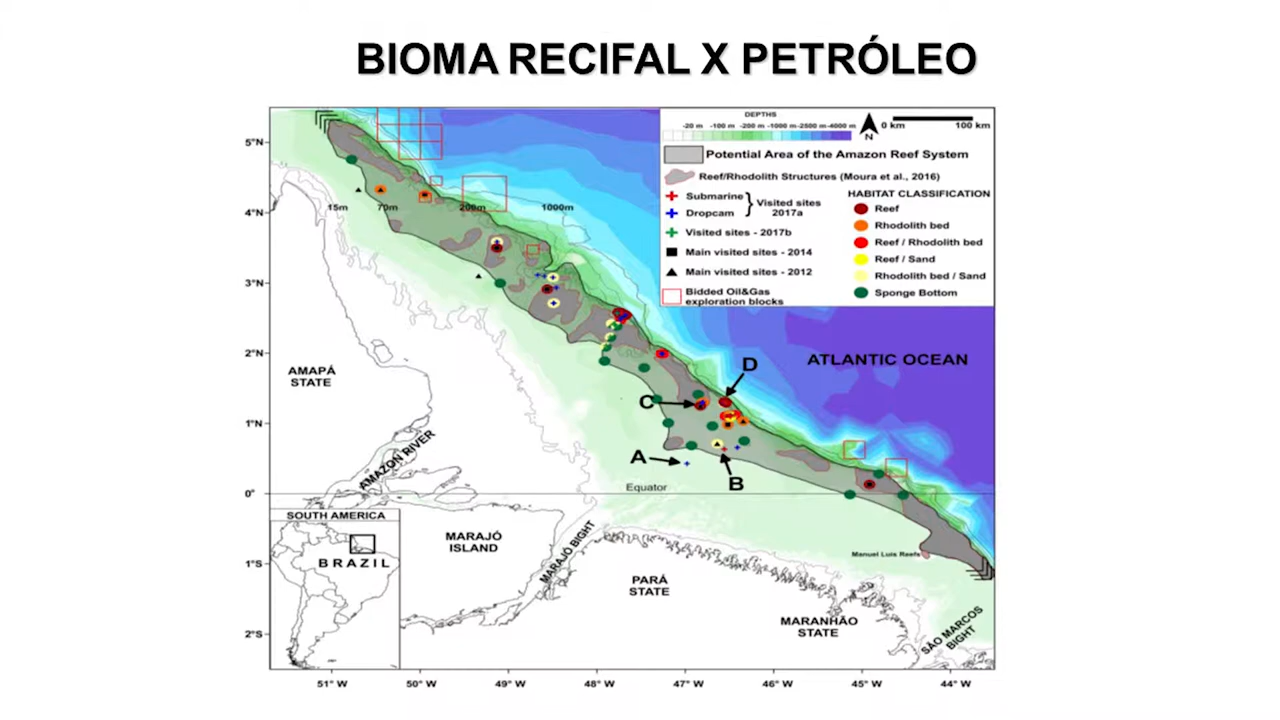 BIOMA RECIFAL X PETRÓLEO
DEPTHS
-20 m -100 m -200 m -1000 m -2500 m -4000 m
N
0 km 100 km
Potential Area of the Amazon Reef System
Reef/Rhodolith Structures (Moura et al., 2016)
Submarine
Dropcam
Visited sites
2017a
Visited sites - 2017b
Main visited sites - 2014
Main visited sites - 2012
Bidded Oil&Gas
exploration blocks
HABITAT CLASSIFICATION
Reef
Rhodolith bed
Reef / Rhodolith bed
Reef / Sand
Rhodolith bed / Sand
Sponge Bottom
5°N
4°N
3°N
2°N
1°N
0°
1°S
2°S
15m 70m 200m 1000m
ATLANTIC OCEAN
AMAPÁ
STATE
D
C
A
B
AMAZON RIVER
Equator
SOUTH AMERICA
BRAZIL
MARAJÓ
ISLAND
MARAJÓ BIGHT
Manuel Luis Reefs
PARÁ
STATE
MARANHÃO
STATE
SÃO MARCOS
BIGHT
51° W 50° W 49° W 48° W 47° W 46° W 45° W 44° W